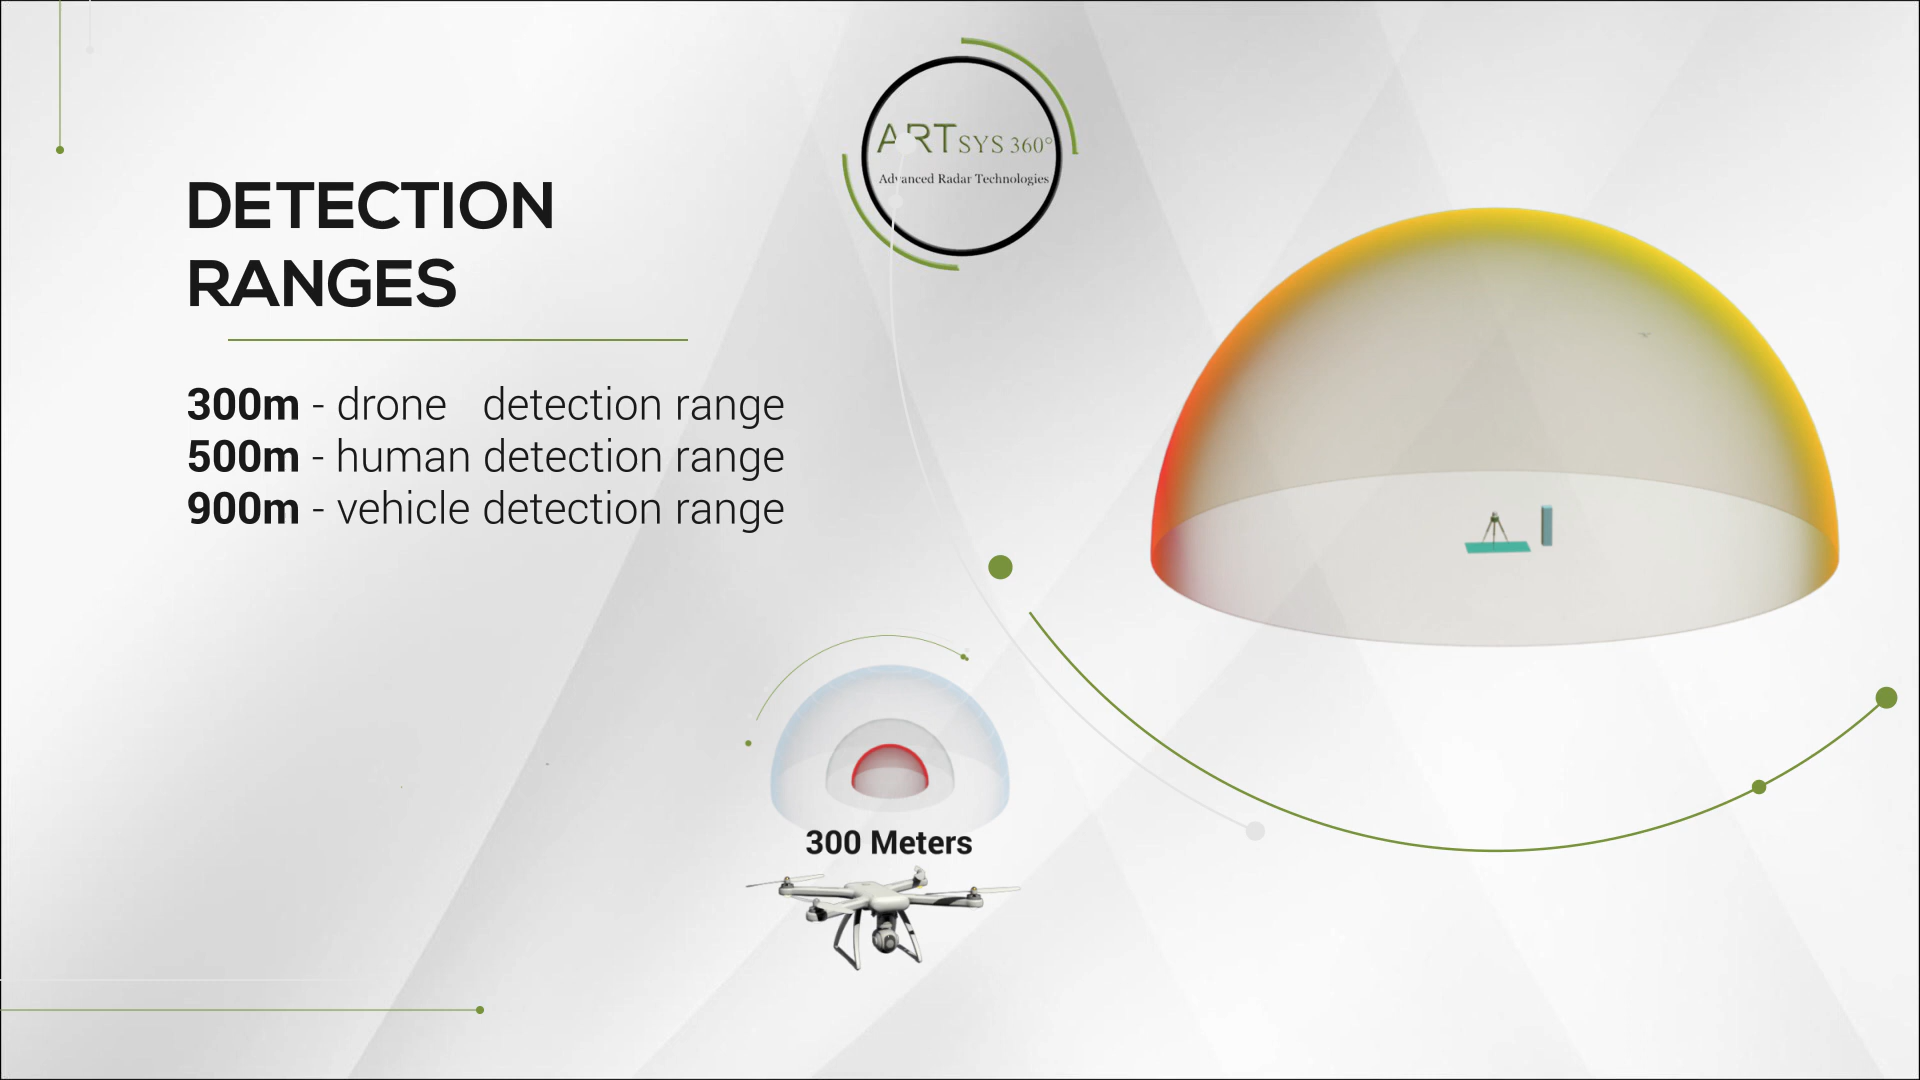 ARTSYS 360°
Advanced Radar Technologies
DETECTION
RANGES
300m - drone detection range
500m - human detection range
900m - vehicle detection range
300 Meters